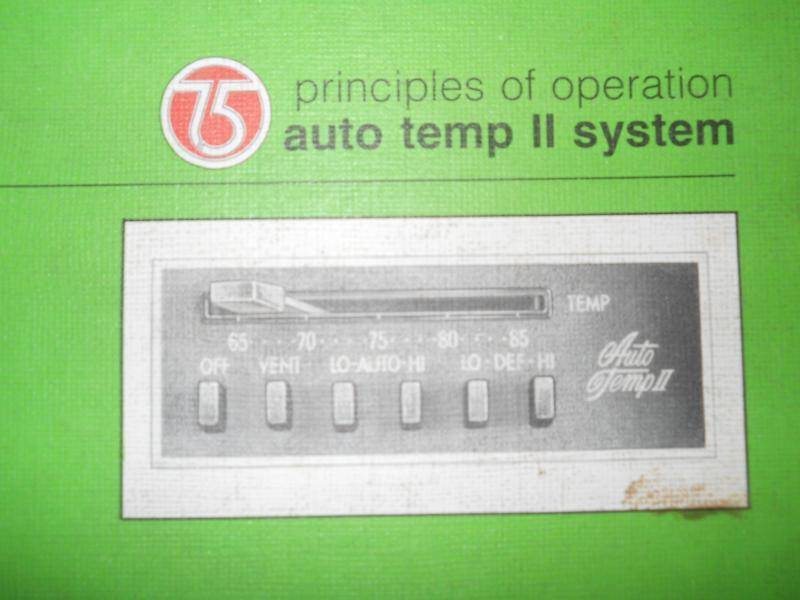 75
principles of operation
auto temp II system
TEMP
65 · · · · 70 · · · · 75 · · · · 80 · · · · 85
OFF VENT LO-AUTO-HI LO-DEF-HI
Auto
Temp II